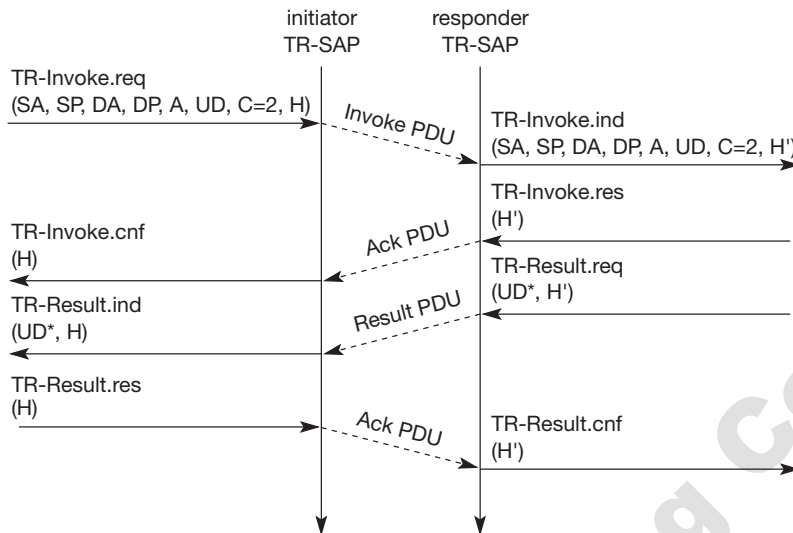 initiator
TR-SAP
responder
TR-SAP
TR-Invoke.req
(SA, SP, DA, DP, A, UD, C=2, H)
Invoke PDU
TR-Invoke.ind
(SA, SP, DA, DP, A, UD, C=2, H')
TR-Invoke.res
(H')
Ack PDU
TR-Invoke.cnf
(H)
TR-Result.req
(UD*, H')
Result PDU
TR-Result.ind
(UD*, H)
TR-Result.res
(H)
Ack PDU
TR-Result.cnf
(H')